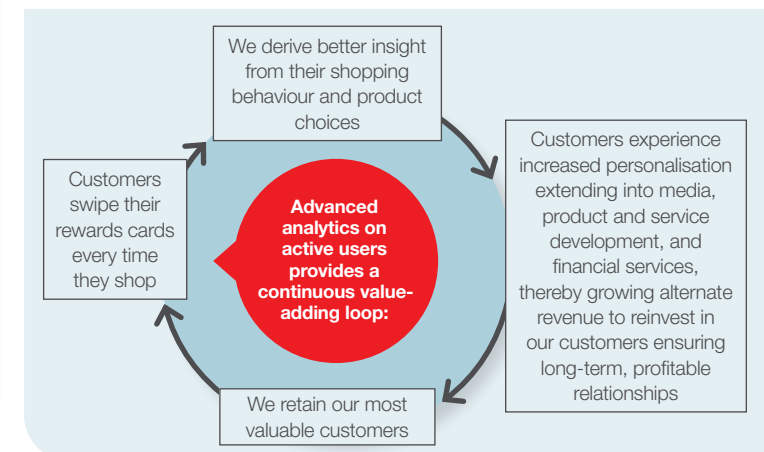 We derive better insight
from their shopping
behaviour and product
choices
Customers experience
increased personalisation
extending into media,
product and service
development, and
financial services,
thereby growing alternate
revenue to reinvest in
our customers ensuring
long-term, profitable
relationships
We retain our most
valuable customers
Customers
swipe their
rewards cards
every time
they shop
Advanced
analytics on
active users
provides a
continuous value-
adding loop: